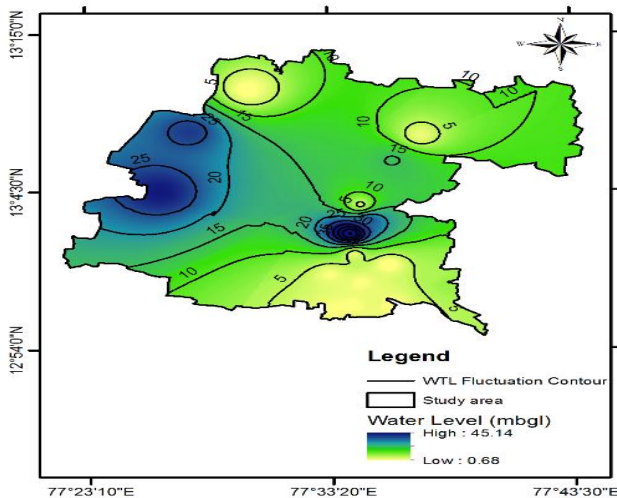 13°15'0"N
13°4'30"N
12°54'0"N
W
E
5
10
10
10
25
15
10
5
15
25
20
10
5
20
25
15
10
5
5
Legend
WTL Fluctuation Contour
Study area
Water Level (mbgl)
High : 45.14
Low : 0.68
77°23'10"E
77°33'20"E
77°43'30"E